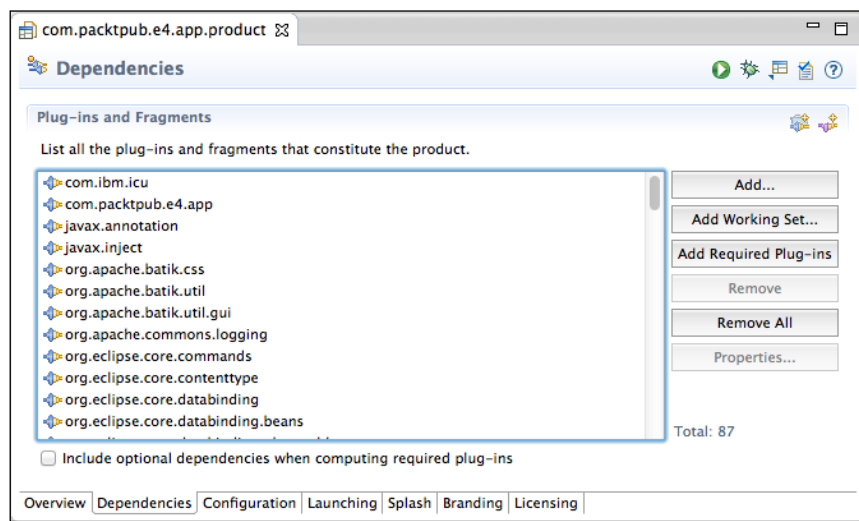 com.packtpub.e4.app.product
Dependencies
Plug-ins and Fragments
List all the plug-ins and fragments that constitute the product.
com.ibm.icu
com.packtpub.e4.app
javax.annotation
javax.inject
org.apache.batik.css
org.apache.batik.util
org.apache.batik.util.gui
org.apache.commons.logging
org.eclipse.core.commands
org.eclipse.core.contenttype
org.eclipse.core.databinding
org.eclipse.core.databinding.beans
Add...
Add Working Set...
Add Required Plug-ins
Remove
Remove All
Properties...
Total: 87
Include optional dependencies when computing required plug-ins
Overview Dependencies Configuration Launching Splash Branding Licensing